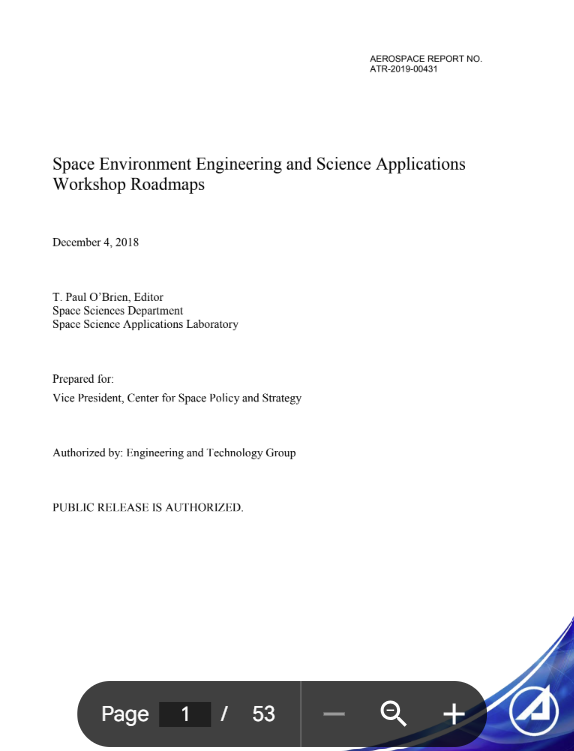 AEROSPACE REPORT NO.
ATR-2019-00431
Space Environment Engineering and Science Applications
Workshop Roadmaps
December 4, 2018
T. Paul O’Brien, Editor
Space Sciences Department
Space Science Applications Laboratory
Prepared for:
Vice President, Center for Space Policy and Strategy
Authorized by: Engineering and Technology Group
PUBLIC RELEASE IS AUTHORIZED.
Page 1 / 53